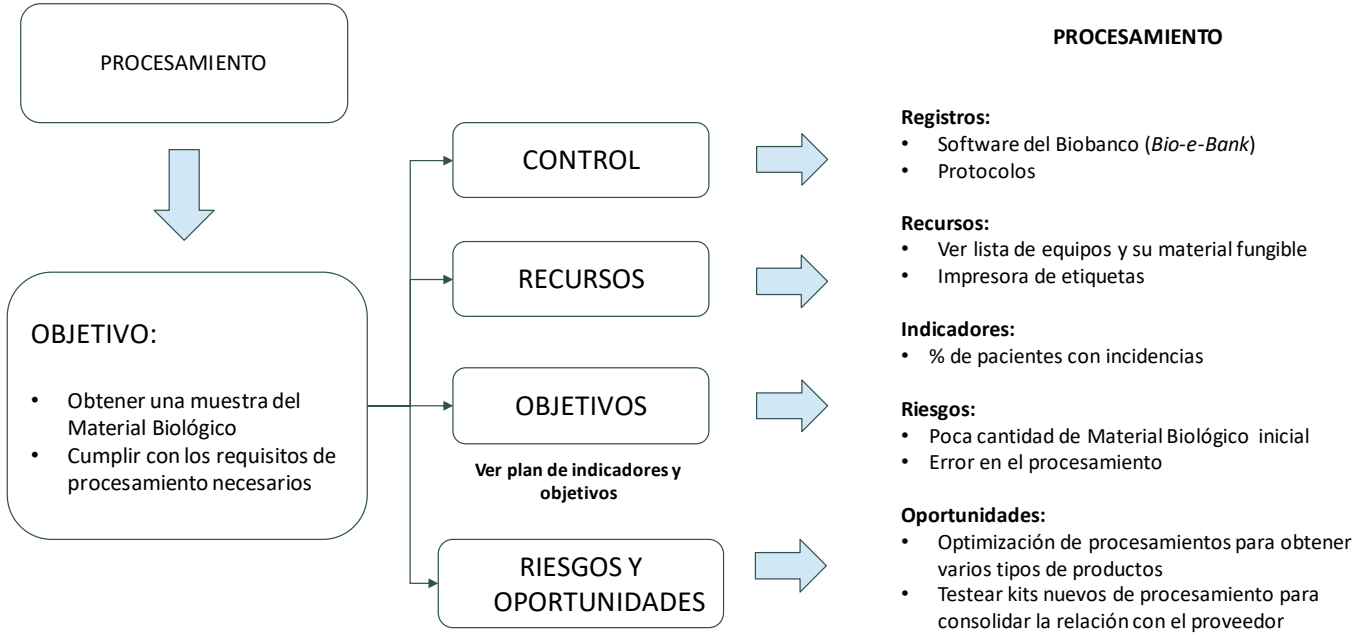 PROCESAMIENTO
OBJETIVO:
• Obtener una muestra del
Material Biológico
• Cumplir con los requisitos de
procesamiento necesarios
CONTROL
RECURSOS
OBJETIVOS
Ver plan de indicadores y
objetivos
RIESGOS Y
OPORTUNIDADES
PROCESAMIENTO
Registros:
• Software del Biobanco (Bio-e-Bank)
• Protocolos
Recursos:
• Ver lista de equipos y su material fungible
• Impresora de etiquetas
Indicadores:
• % de pacientes con incidencias
Riesgos:
• Poca cantidad de Material Biológico inicial
• Error en el procesamiento
Oportunidades:
• Optimización de procesamientos para obtener
varios tipos de productos
• Testear kits nuevos de procesamiento para
consolidar la relación con el proveedor